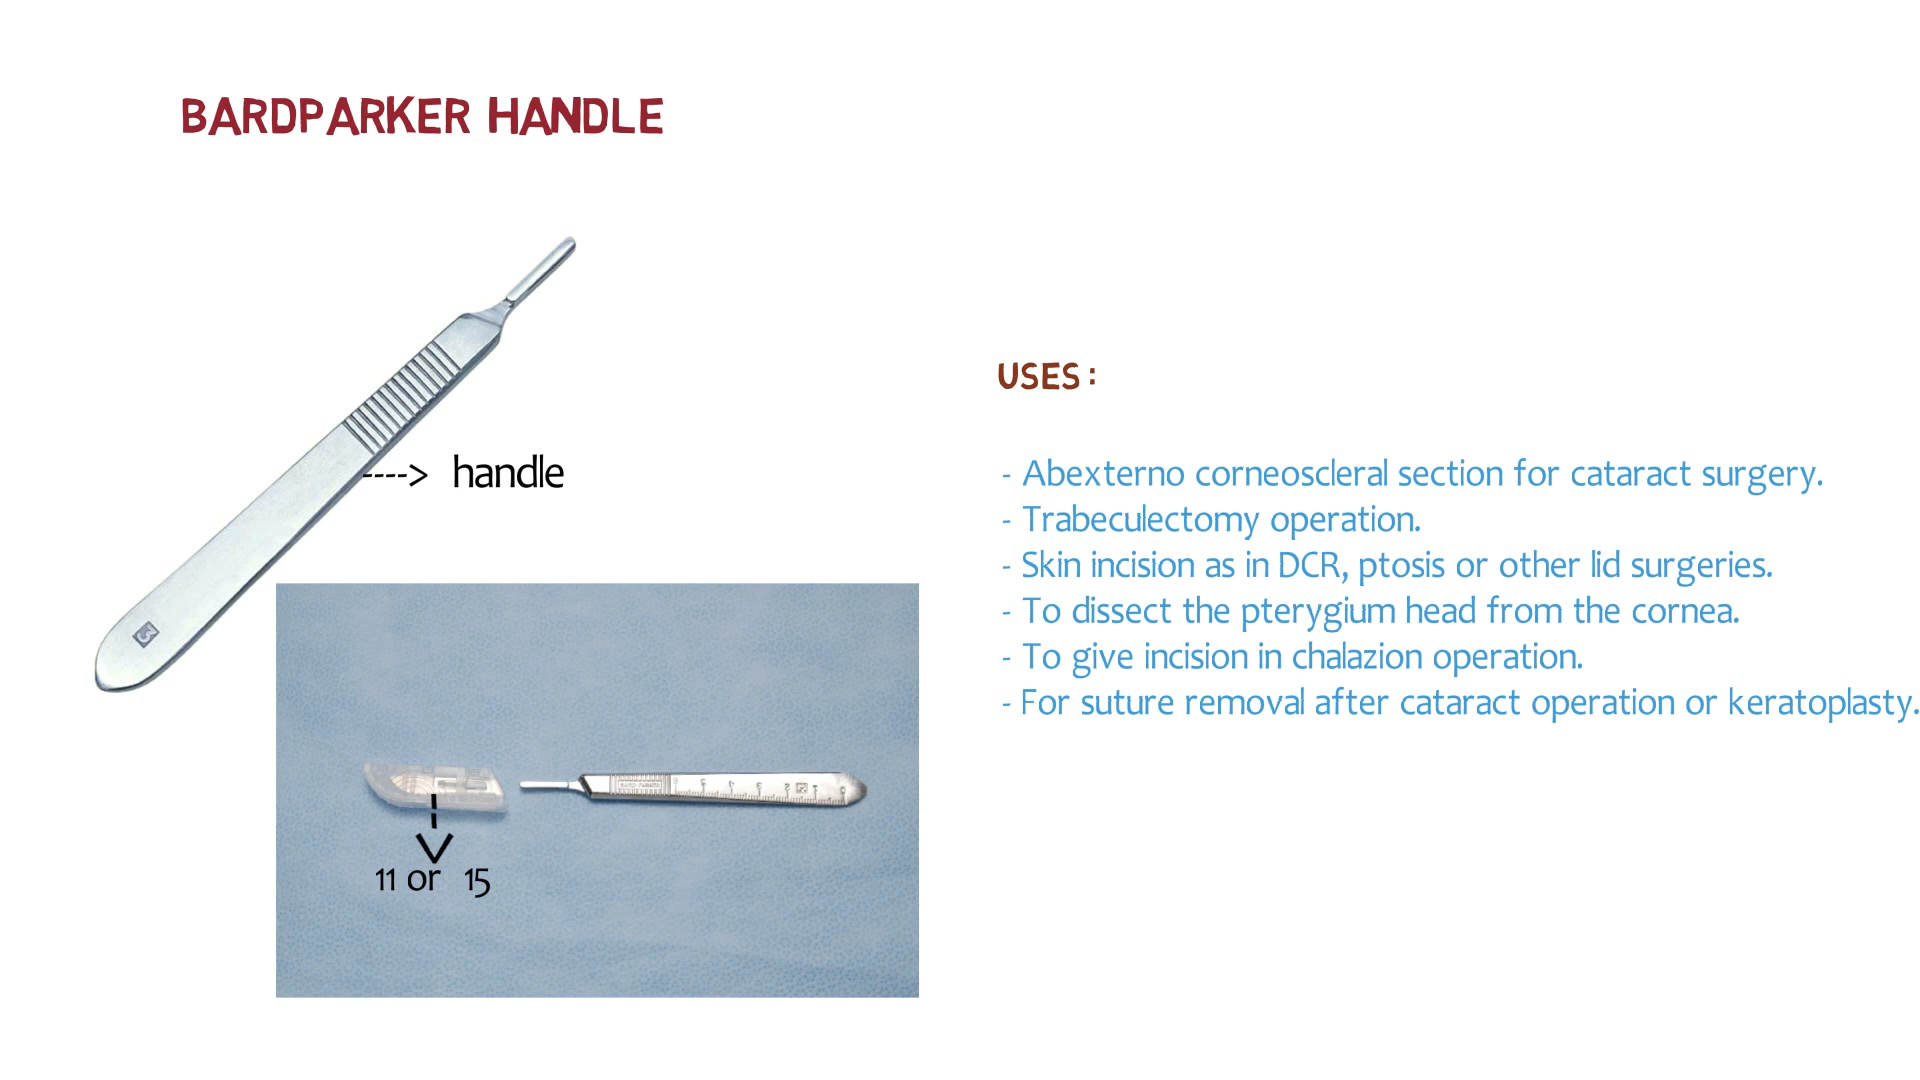 BARDPARKER HANDLE
----> handle
3
11 or 15
USES :
- Abexterno corneoscleral section for cataract surgery.
- Trabeculectomy operation.
- Skin incision as in DCR, ptosis or other lid surgeries.
- To dissect the pterygium head from the cornea.
- To give incision in chalazion operation.
- For suture removal after cataract operation or keratoplasty.